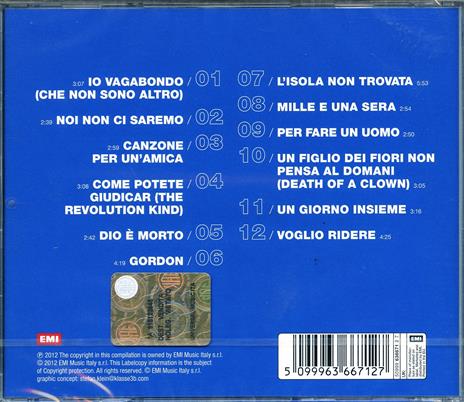 3:07 IO VAGABONDO / 01
(CHE NON SONO ALTRO)
2:39 NOI NON CI SAREMO / 02
2:59 CANZONE / 03
PER UN'AMICA
3:06 COME POTETE / 04
GIUDICAR (THE
REVOLUTION KIND)
2:42 DIO È MORTO / 05
4:19 GORDON / 06
07 / L'ISOLA NON TROVATA 5:53
08 / MILLE E UNA SERA 2:54
09 / PER FARE UN UOMO 2:50
10 / UN FIGLIO DEI FIORI NON
PENSA AL DOMANI
(DEATH OF A CLOWN) 3:05
11 / UN GIORNO INSIEME 3:16
12 / VOGLIO RIDERE 4:25
EMI
℗ 2012 The copyright in this compilation is owned by EMI Music Italy s.r.l.
© 2012 EMI Music Italy s.r.l. This Labelcopy information is the subject
of Copyright protection. All rights reserved. © EMI Music Italy s.r.l.
graphic concept: stefan.klein@klasse3b.com
5 099963 667127
EMI